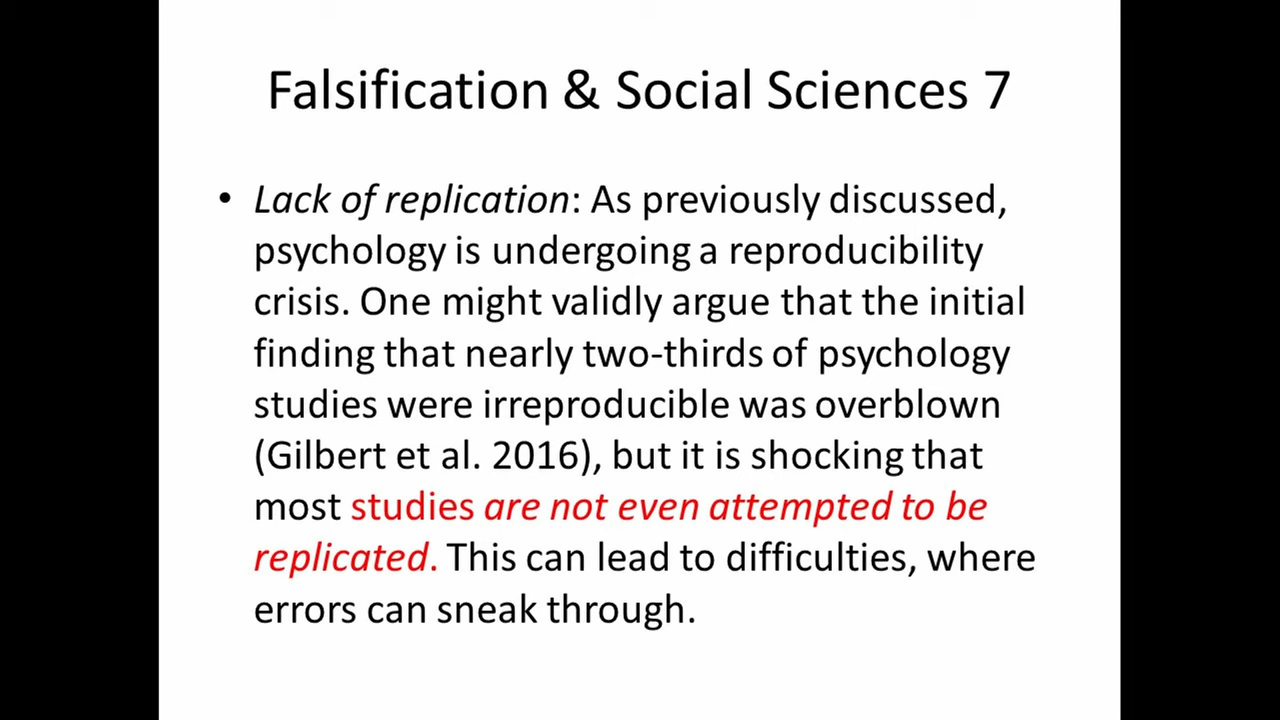 Falsification & Social Sciences 7
• Lack of replication: As previously discussed,
psychology is undergoing a reproducibility
crisis. One might validly argue that the initial
finding that nearly two-thirds of psychology
studies were irreproducible was overblown
(Gilbert et al. 2016), but it is shocking that
most studies are not even attempted to be
replicated. This can lead to difficulties, where
errors can sneak through.